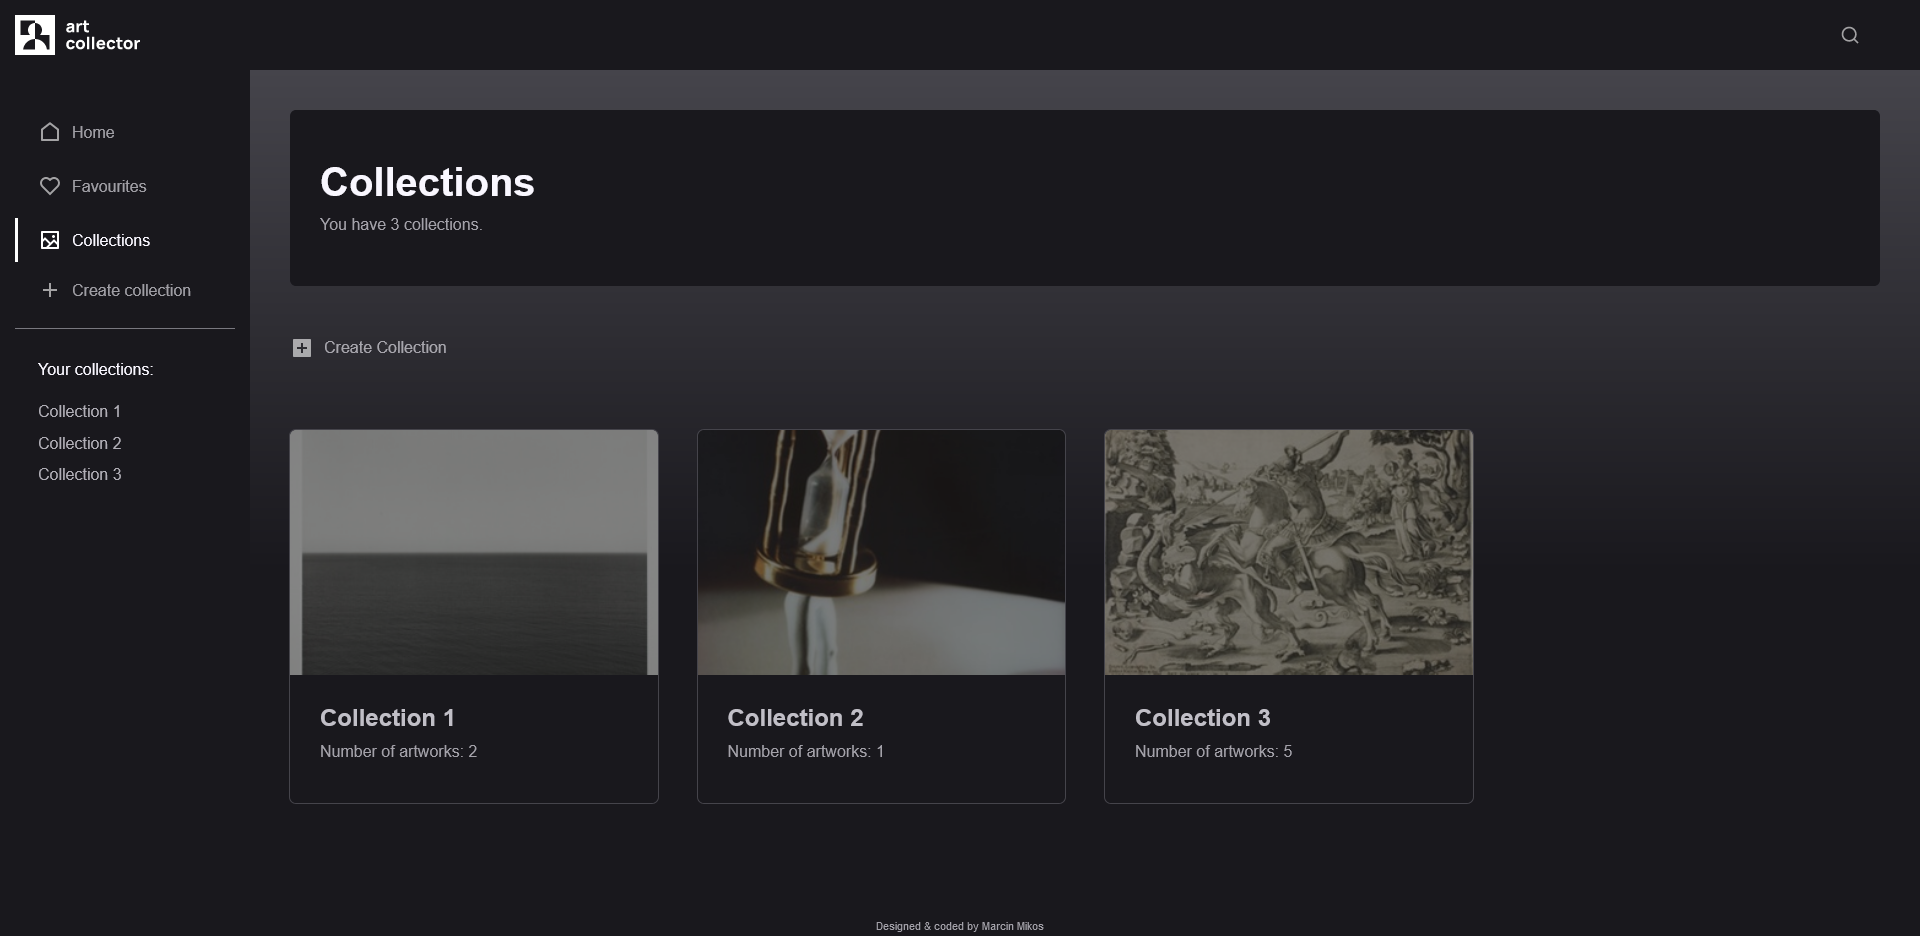 art
collector
Home
Favourites
Collections
Create collection
Your collections:
Collection 1
Collection 2
Collection 3
Collections
You have 3 collections.
Create Collection
Collection 1
Number of artworks: 2
Collection 2
Number of artworks: 1
Collection 3
Number of artworks: 5
Designed & coded by Marcin Mikos